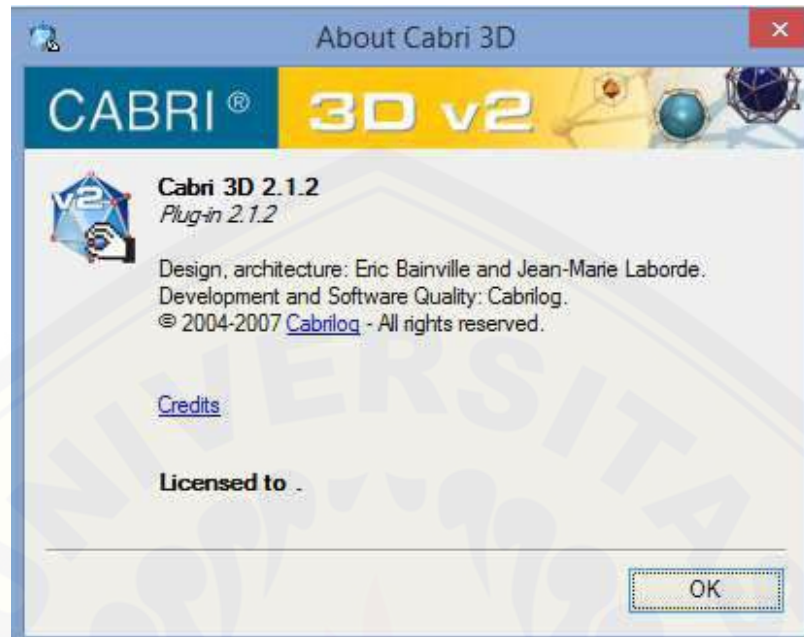 About Cabri 3D
CABRI ® 3D v2
v2
Cabri 3D 2.1.2
Plug-in 2.1.2
Design, architecture: Eric Bainville and Jean-Marie Laborde.
Development and Software Quality: Cabrilog.
© 2004-2007 Cabrilog - All rights reserved.
Credits
Licensed to .
OK
UNIVERSITAS